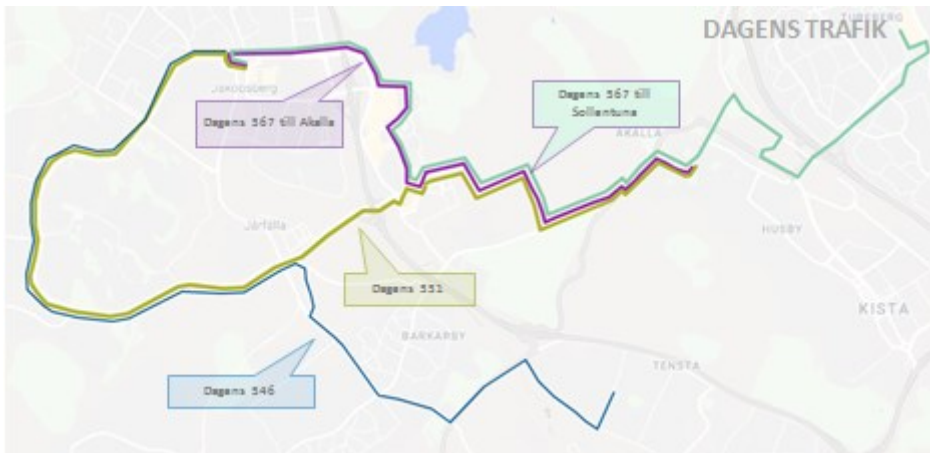 DAGENS TRAFIK
TUREBERG
Jakobsberg
Dagens 567 till Akalla
Dagens 567 till
Sollentuna
AKALLA
HUSBY
Järfälla
Dagens 551
KISTA
BARKARBY
TENSTA
Dagens 546